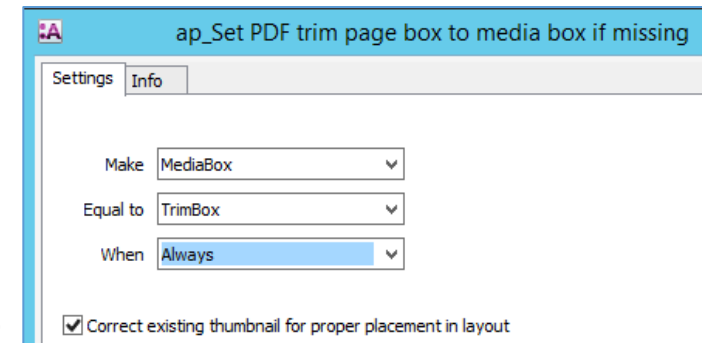 :A ap_Set PDF trim page box to media box if missing
Settings Info
Make MediaBox
Equal to TrimBox
When Always
Correct existing thumbnail for proper placement in layout